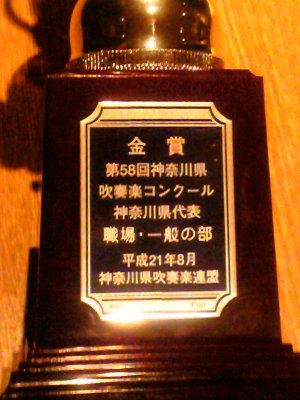 金賞
第58回神奈川県
吹奏楽コンクール
神奈川県代表
職場・一般の部
平成21年8月
神奈川県吹奏楽連盟